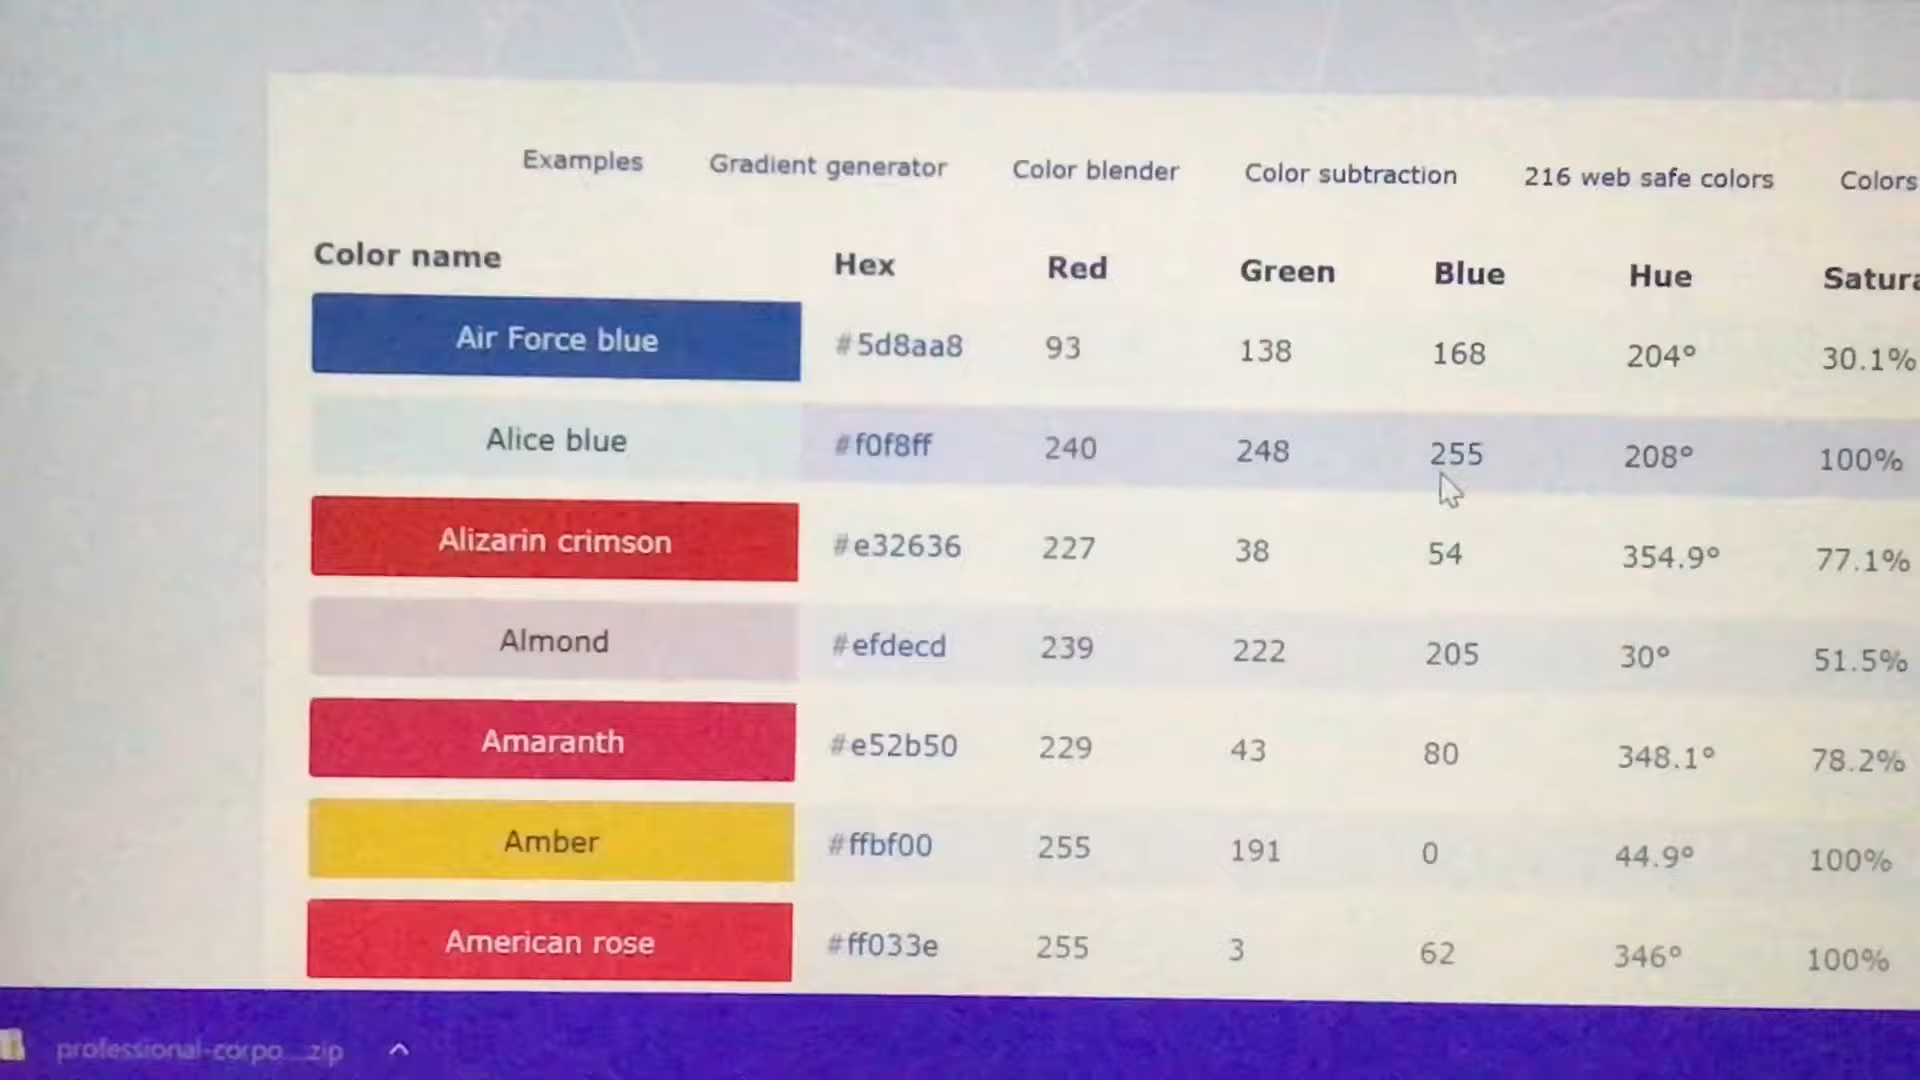 Examples Gradient generator Color blender Color subtraction 216 web safe colors Colors
Color name Hex Red Green Blue Hue Satura
Air Force blue #5d8aa8 93 138 168 204° 30.1%
Alice blue #f0f8ff 240 248 255 208° 100%
Alizarin crimson #e32636 227 38 54 354.9° 77.1%
Almond #efdecd 239 222 205 30° 51.5%
Amaranth #e52b50 229 43 80 348.1° 78.2%
Amber #ffbf00 255 191 0 44.9° 100%
American rose #ff033e 255 3 62 346° 100%
professional-corpo...zip